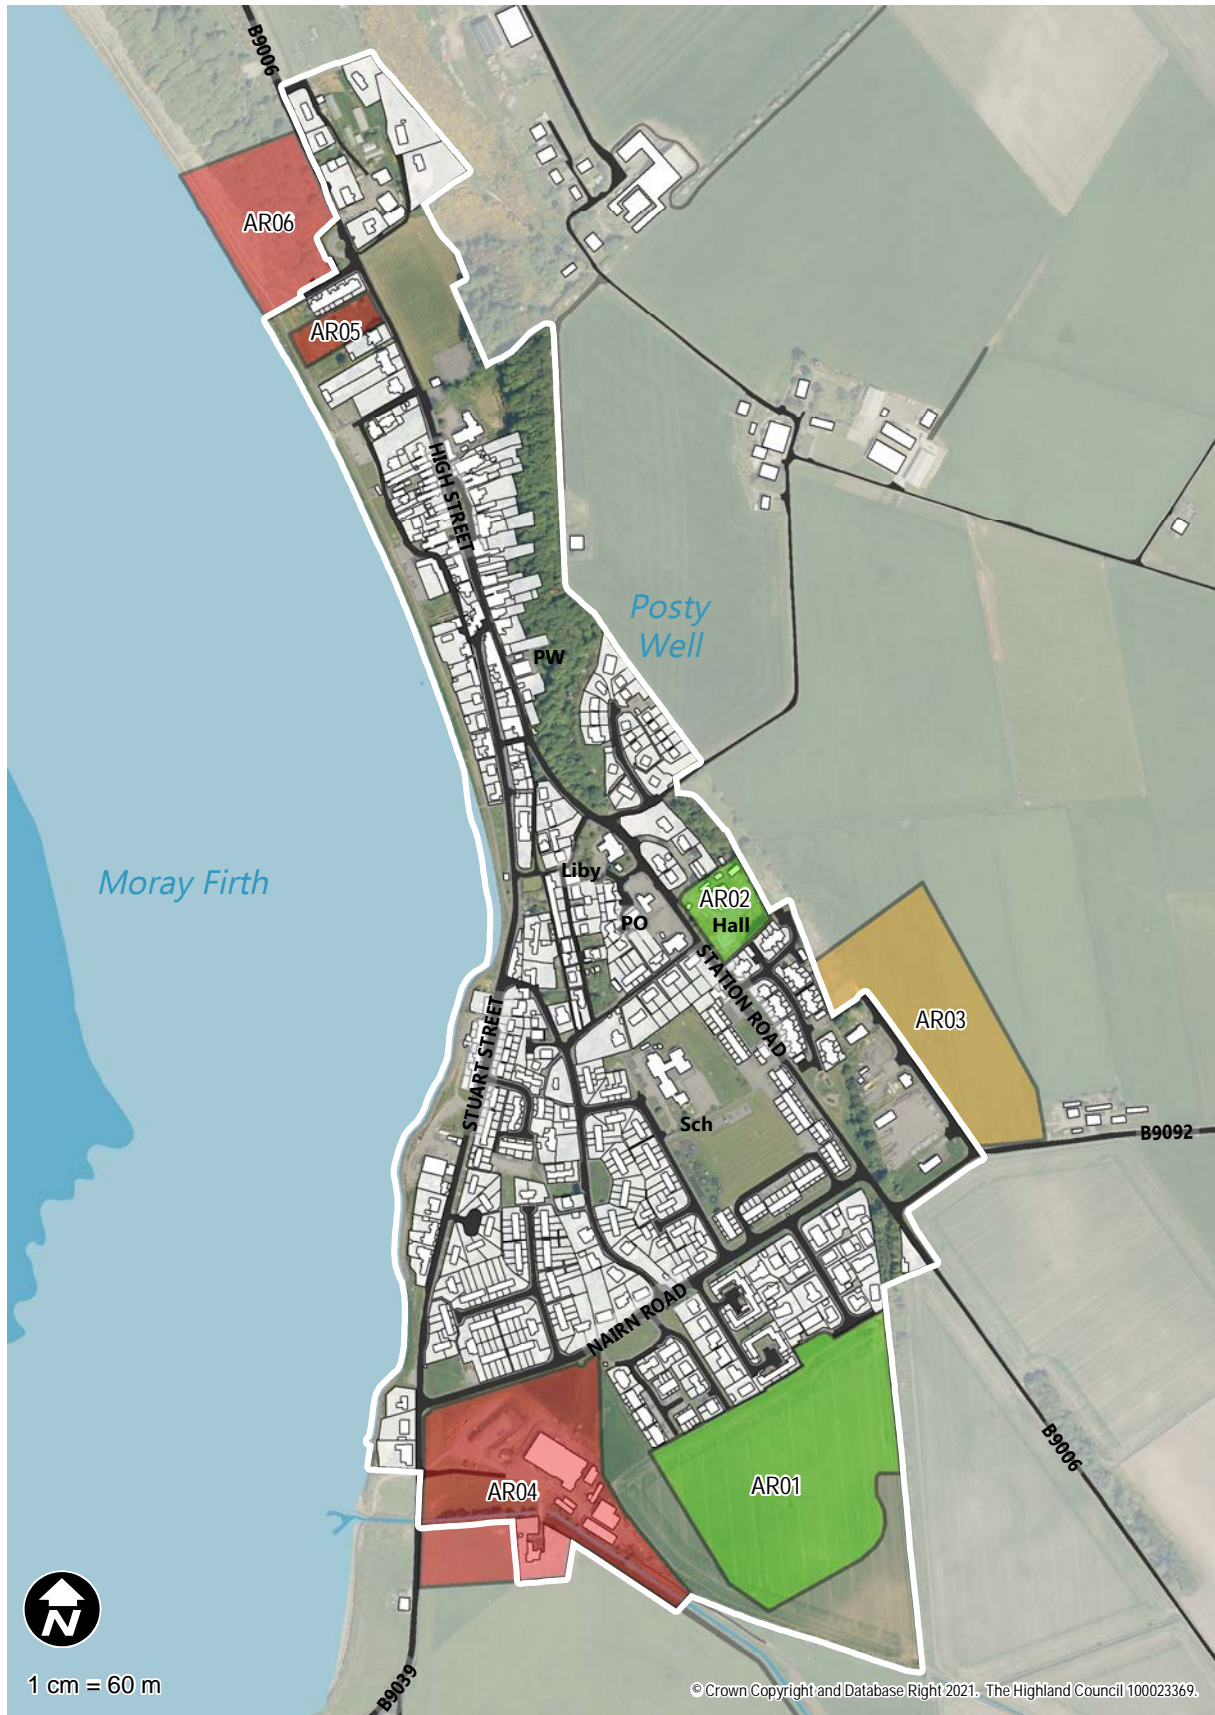 B9006
AR06
AR05
HIGH STREET
Posty
Well
PW
Moray Firth
Liby
AR02
PO
Hall
STATION ROAD
AR03
STUART STREET
Sch
B9092
NAIRN ROAD
B9006
AR01
AR04
N
1 cm = 60 m
B9039
© Crown Copyright and Database Right 2021. The Highland Council 100023369.